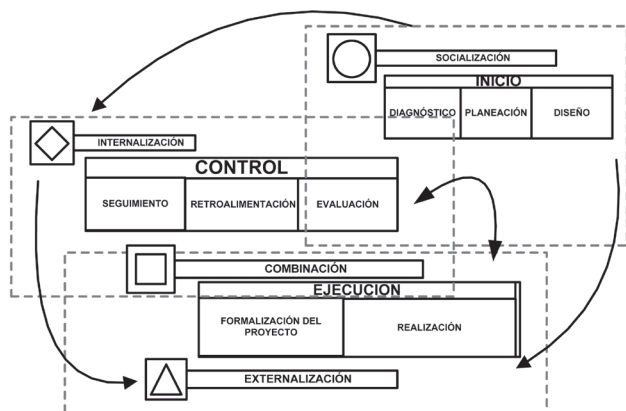 SOCIALIZACIÓN
INICIO
DIAGNÓSTICO
PLANEACIÓN
DISEÑO
INTERNALIZACIÓN
CONTROL
SEGUIMIENTO
RETROALIMENTACIÓN
EVALUACIÓN
COMBINACIÓN
EJECUCION
FORMALIZACIÓN DEL
PROYECTO
REALIZACIÓN
EXTERNALIZACIÓN